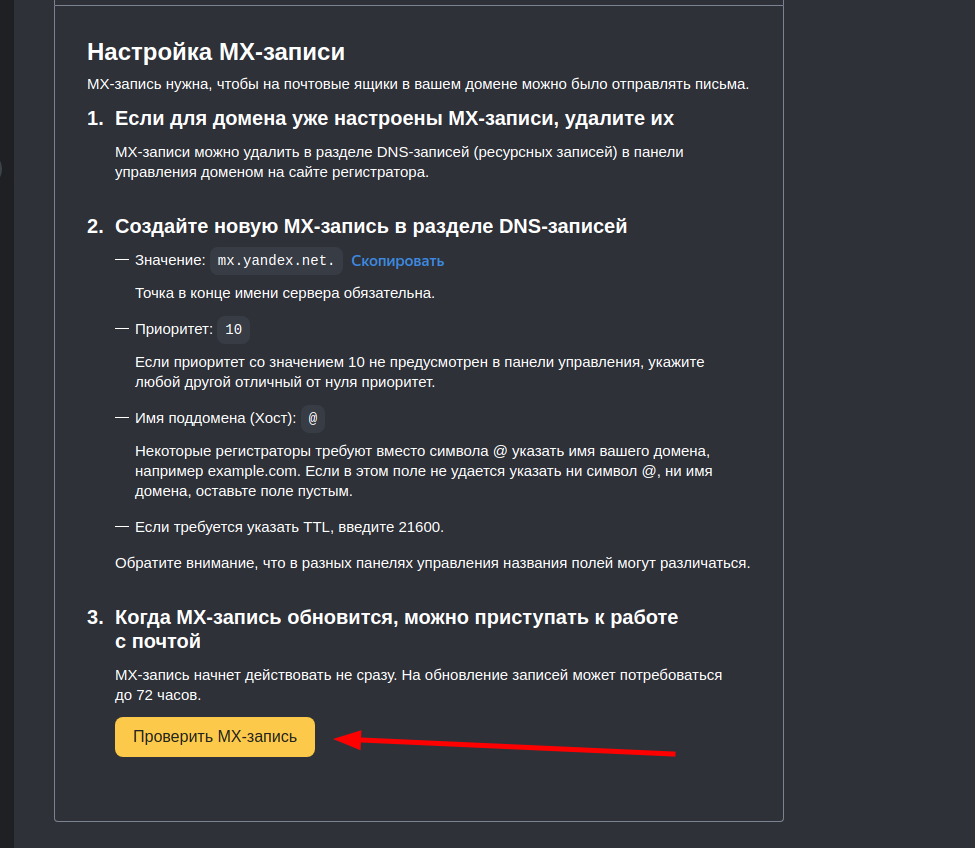 Настройка MX-записи
MX-запись нужна, чтобы на почтовые ящики в вашем домене можно было отправлять письма.
1. Если для домена уже настроены MX-записи, удалите их
MX-записи можно удалить в разделе DNS-записей (ресурсных записей) в панели
управления доменом на сайте регистратора.
2. Создайте новую MX-запись в разделе DNS-записей
— Значение: mx.yandex.net. Скопировать
Точка в конце имени сервера обязательна.
— Приоритет: 10
Если приоритет со значением 10 не предусмотрен в панели управления, укажите
любой другой отличный от нуля приоритет.
— Имя поддомена (Хост): @
Некоторые регистраторы требуют вместо символа @ указать имя вашего домена,
например example.com. Если в этом поле не удается указать ни символ @, ни имя
домена, оставьте поле пустым.
— Если требуется указать TTL, введите 21600.
Обратите внимание, что в разных панелях управления названия полей могут различаться.
3. Когда MX-запись обновится, можно приступать к работе
с почтой
MX-запись начнет действовать не сразу. На обновление записей может потребоваться
до 72 часов.
Проверить MX-запись